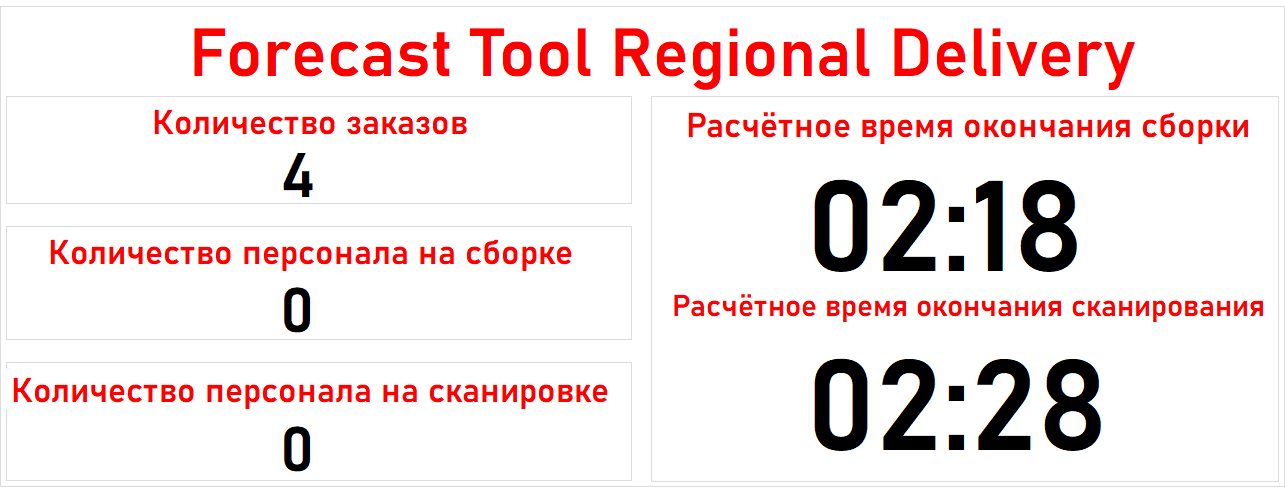 Forecast Tool Regional Delivery
Количество заказов
4
Количество персонала на сборке
0
Количество персонала на сканировке
0
Расчётное время окончания сборки
02:18
Расчётное время окончания сканирования
02:28